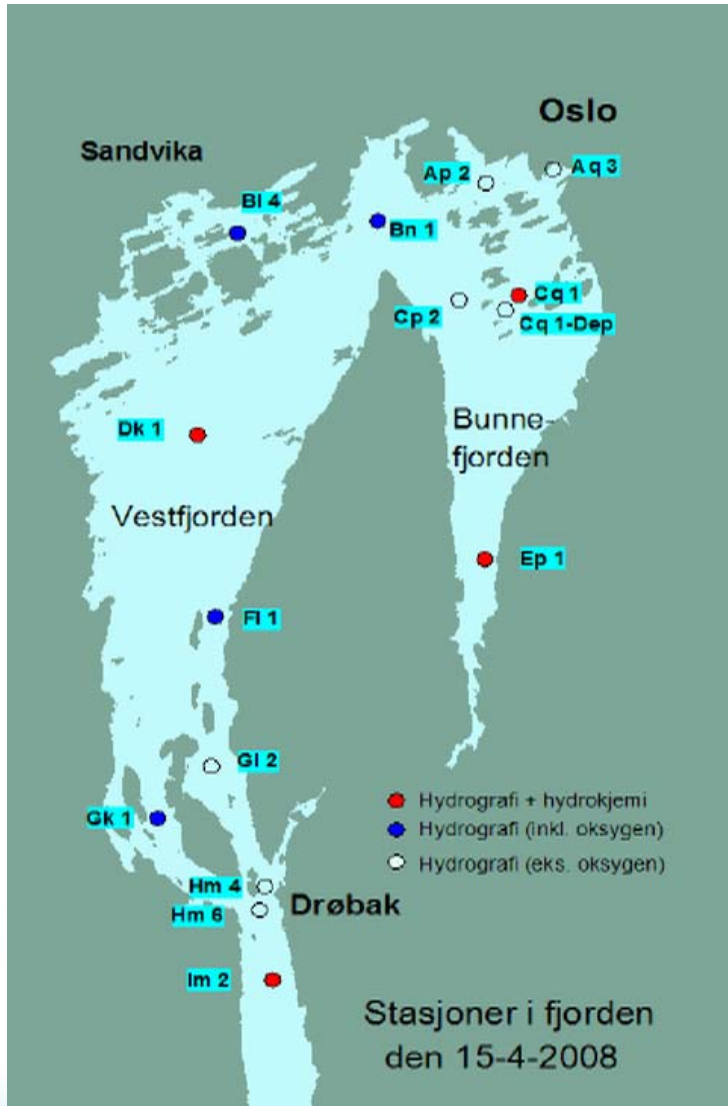 Oslo
Sandvika
Ap 2
Aq 3
Bl 4
Bn 1
Cq 1
Cp 2
Cq 1-Dep
Dk 1
Bunne-
fjorden
Vestfjorden
Ep 1
Fl 1
Gl 2
Hydrografi + hydrokjemi
Gk 1
Hydrografi (inkl. oksygen)
Hydrografi (eks. oksygen)
Hm 4
Drøbak
Hm 6
Im 2
Stasjoner i fjorden
den 15-4-2008